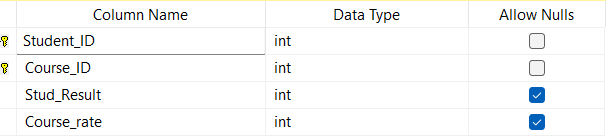 Column Name Data Type Allow Nulls
Student_ID int
Course_ID int
Stud_Result int
Course_rate int